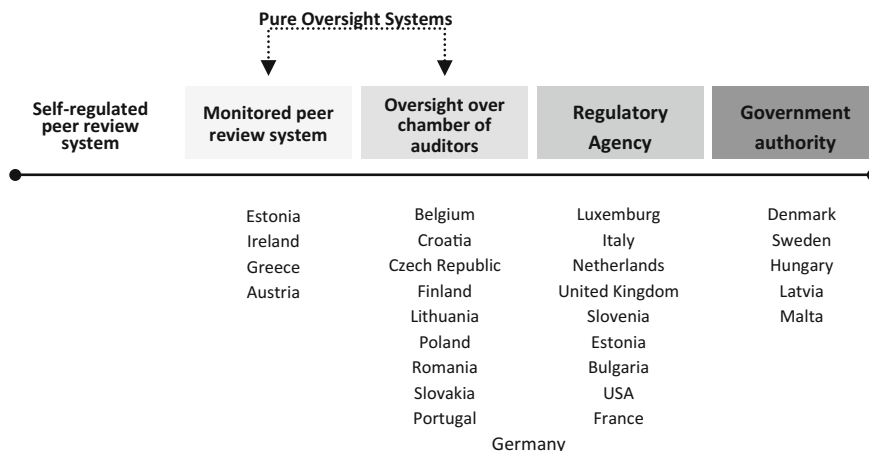 Pure Oversight Systems
Self-regulated
peer review
system
Monitored peer
review system
Oversight over
chamber of
auditors
Regulatory
Agency
Government
authority
Estonia
Ireland
Greece
Austria
Belgium
Croatia
Czech Republic
Finland
Lithuania
Poland
Romania
Slovakia
Portugal
Luxemburg
Italy
Netherlands
United Kingdom
Slovenia
Estonia
Bulgaria
USA
France
Germany
Denmark
Sweden
Hungary
Latvia
Malta